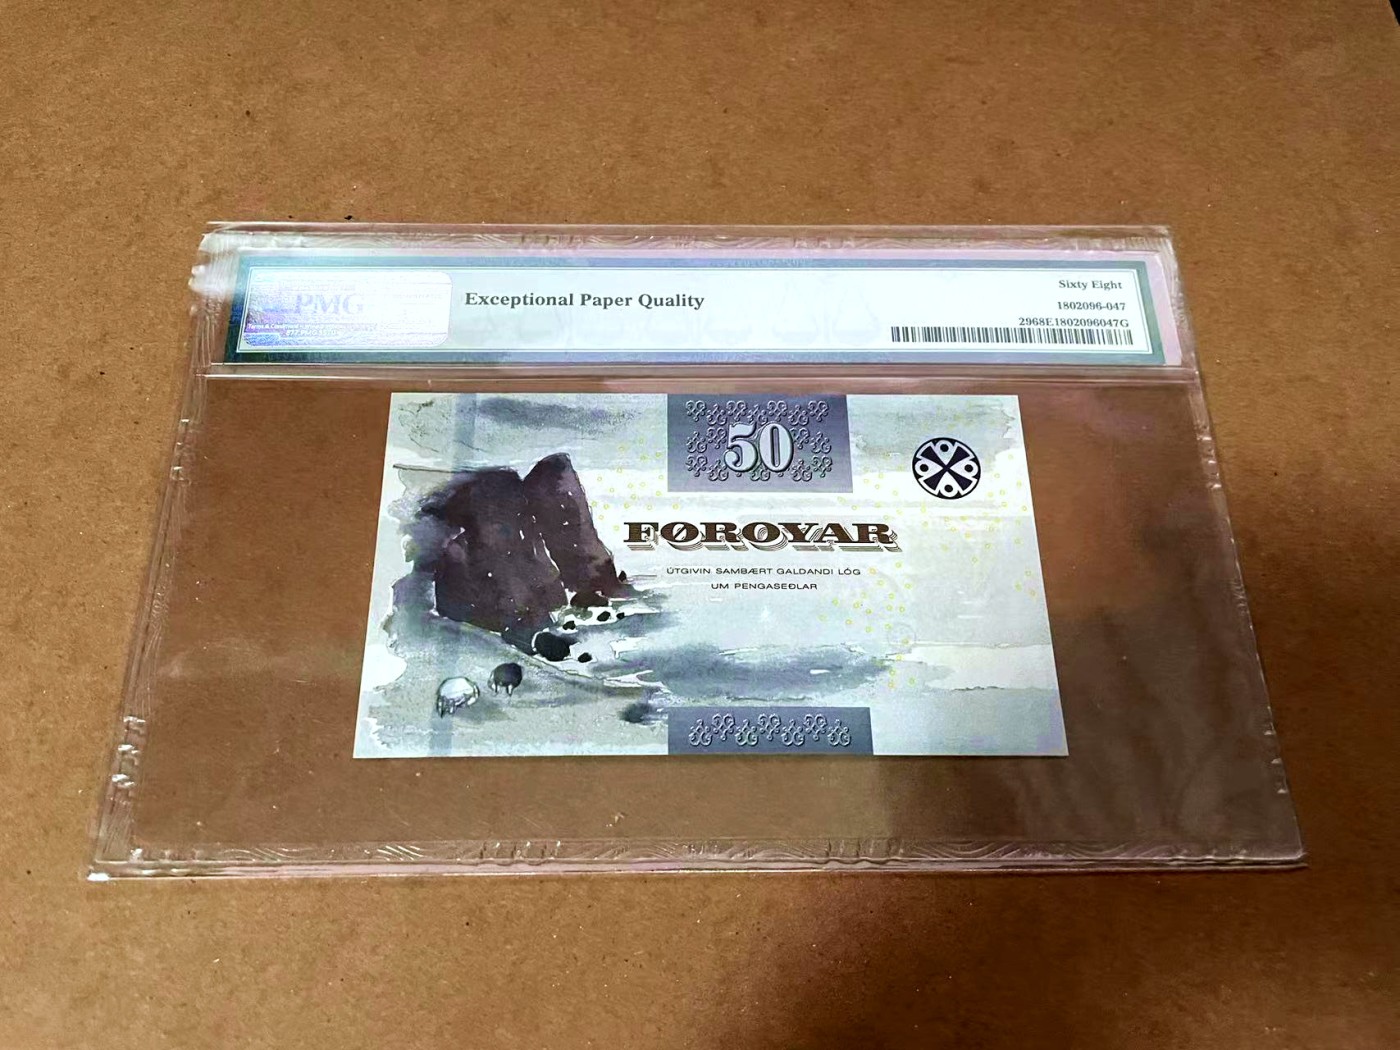 PMG
Exceptional Paper Quality
Sixty Eight
1802096-047
2968E1802096047G
50
FØROYAR
ÚTGIVIN SAMBÆRT GALDANDI LÓG
UM PENGASEÐLAR